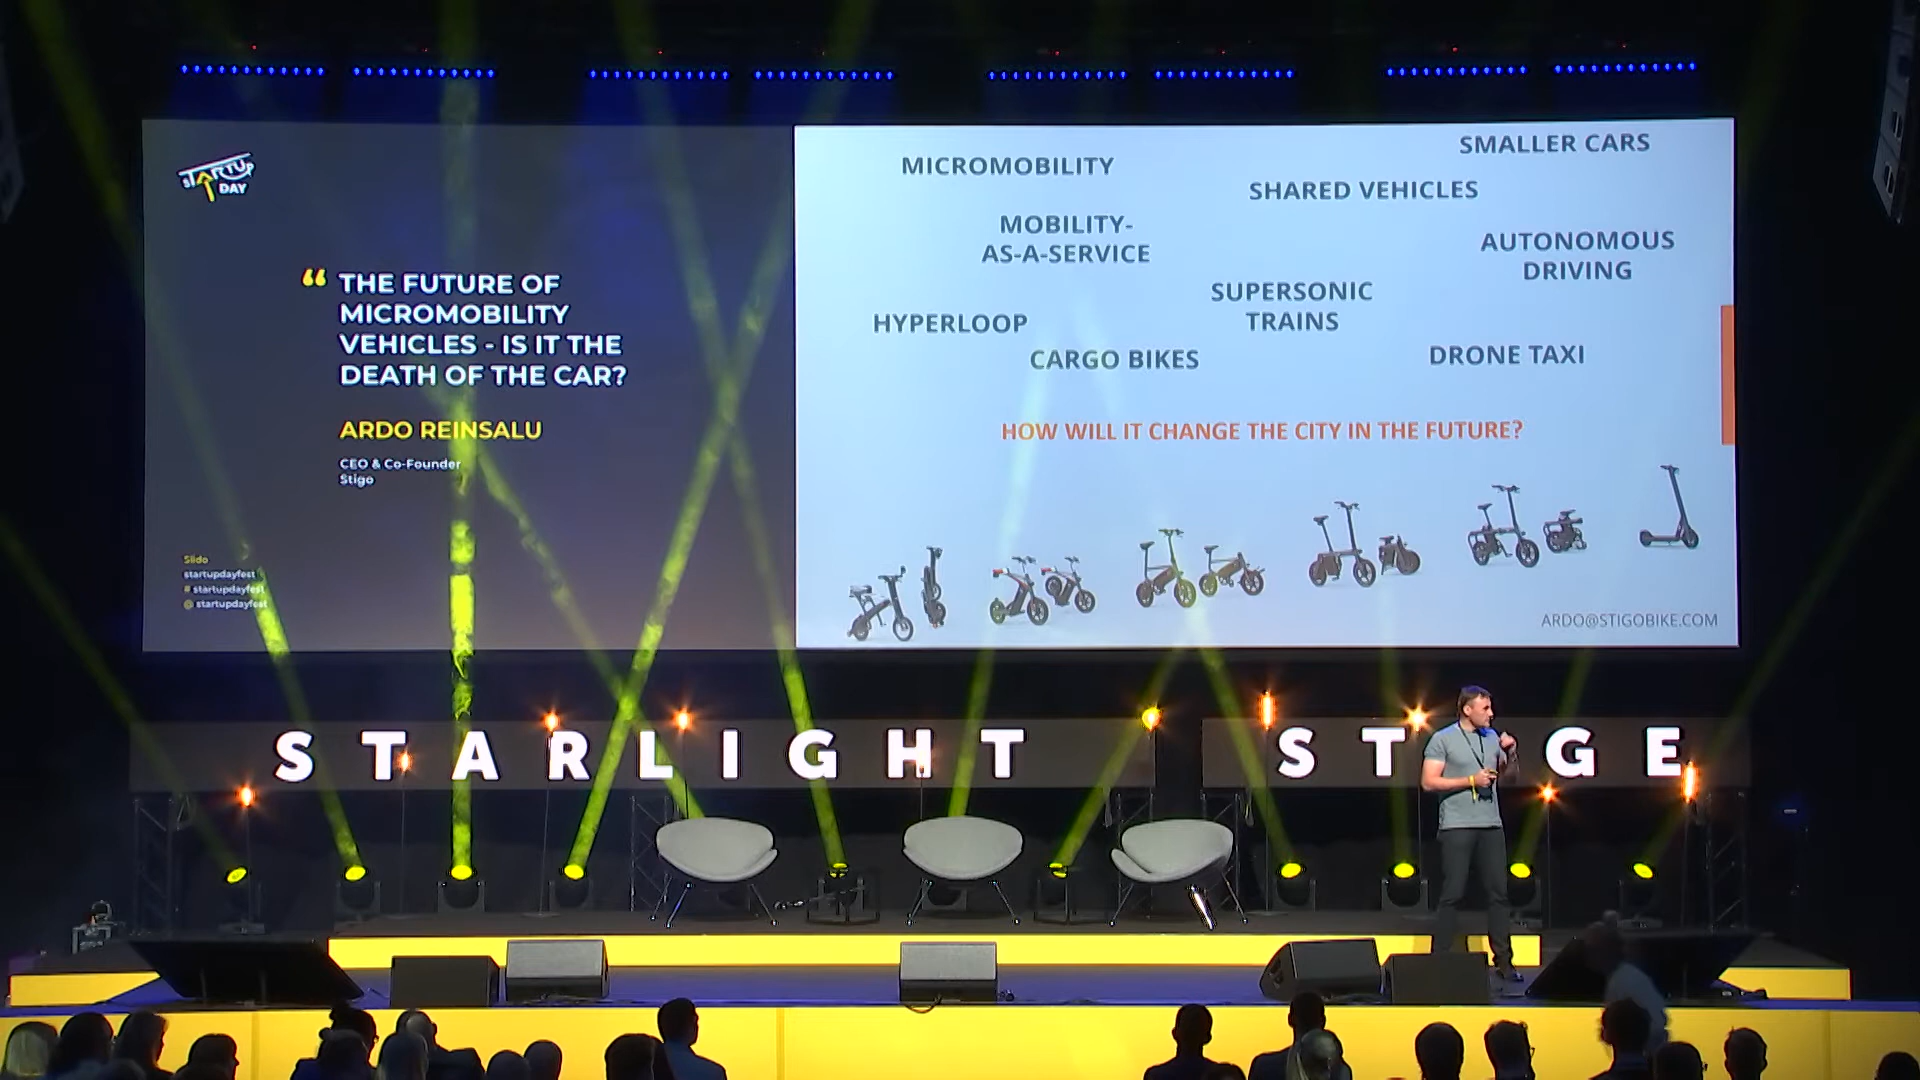 STARTUP
DAY
“ THE FUTURE OF
MICROMOBILITY
VEHICLES - IS IT THE
DEATH OF THE CAR?
ARDO REINSALU
CEO & Co-Founder
Stigo
Slido
startupdayfest
# startupdayfest
@ startupdayfest
MICROMOBILITY
SMALLER CARS
SHARED VEHICLES
MOBILITY-
AS-A-SERVICE
AUTONOMOUS
DRIVING
SUPERSONIC
TRAINS
HYPERLOOP
CARGO BIKES
DRONE TAXI
HOW WILL IT CHANGE THE CITY IN THE FUTURE?
ARDO@STIGOBIKE.COM
STARLIGHT ST GE